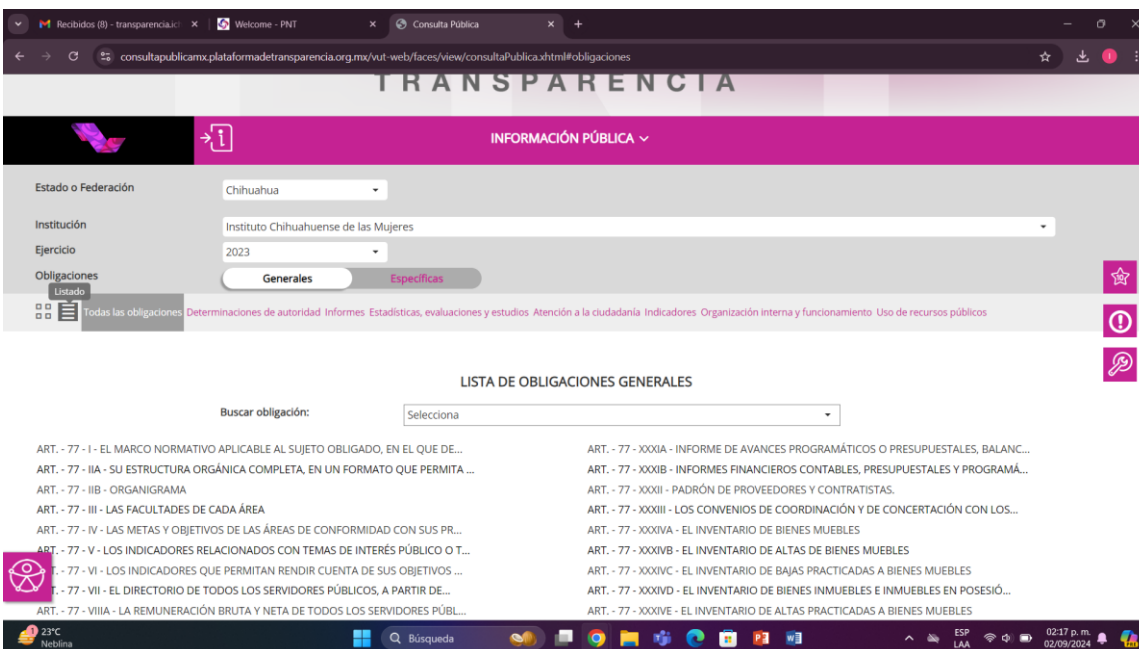 Recibidos (8) - transparencia.ich
Welcome - PNT
Consulta Pública
consultapublicamx.plataformadetransparencia.org.mx/vut-web/faces/view/consultaPublica.xhtml#obligaciones
TRANSPARENCIA
INFORMACIÓN PÚBLICA
Estado o Federación
Chihuahua
Institución
Instituto Chihuahuense de las Mujeres
Ejercicio
2023
Obligaciones
Generales Específicas
Listado
Todas las obligaciones Determinaciones de autoridad Informes Estadísticas, evaluaciones y estudios Atención a la ciudadanía Indicadores Organización interna y funcionamiento Uso de recursos públicos
LISTA DE OBLIGACIONES GENERALES
Buscar obligación: Selecciona
ART. - 77 - I - EL MARCO NORMATIVO APLICABLE AL SUJETO OBLIGADO, EN EL QUE DE...
ART. - 77 - IIA - SU ESTRUCTURA ORGÁNICA COMPLETA, EN UN FORMATO QUE PERMITA ...
ART. - 77 - IIB - ORGANIGRAMA
ART. - 77 - III - LAS FACULTADES DE CADA ÁREA
ART. - 77 - IV - LAS METAS Y OBJETIVOS DE LAS ÁREAS DE CONFORMIDAD CON SUS PR...
ART. - 77 - V - LOS INDICADORES RELACIONADOS CON TEMAS DE INTERÉS PÚBLICO O T...
T. - 77 - VI - LOS INDICADORES QUE PERMITAN RENDIR CUENTA DE SUS OBJETIVOS ...
T. - 77 - VII - EL DIRECTORIO DE TODOS LOS SERVIDORES PÚBLICOS, A PARTIR DE...
ART. - 77 - VIIIA - LA REMUNERACIÓN BRUTA Y NETA DE TODOS LOS SERVIDORES PÚBL...
ART. - 77 - XXXIA - INFORME DE AVANCES PROGRAMÁTICOS O PRESUPUESTALES, BALANC...
ART. - 77 - XXXIB - INFORMES FINANCIEROS CONTABLES, PRESUPUESTALES Y PROGRAMÁ...
ART. - 77 - XXXII - PADRÓN DE PROVEEDORES Y CONTRATISTAS.
ART. - 77 - XXXIII - LOS CONVENIOS DE COORDINACIÓN Y DE CONCERTACIÓN CON LOS...
ART. - 77 - XXXIVA - EL INVENTARIO DE BIENES MUEBLES
ART. - 77 - XXXIVB - EL INVENTARIO DE ALTAS DE BIENES MUEBLES
ART. - 77 - XXXIVC - EL INVENTARIO DE BAJAS PRACTICADAS A BIENES MUEBLES
ART. - 77 - XXXIVD - EL INVENTARIO DE BIENES INMUEBLES E INMUEBLES EN POSESIÓ...
ART. - 77 - XXXIVE - EL INVENTARIO DE ALTAS PRACTICADAS A BIENES MUEBLES
23°C
Neblina
Búsqueda
ESP
LAA
02:17 p. m.
02/09/2024